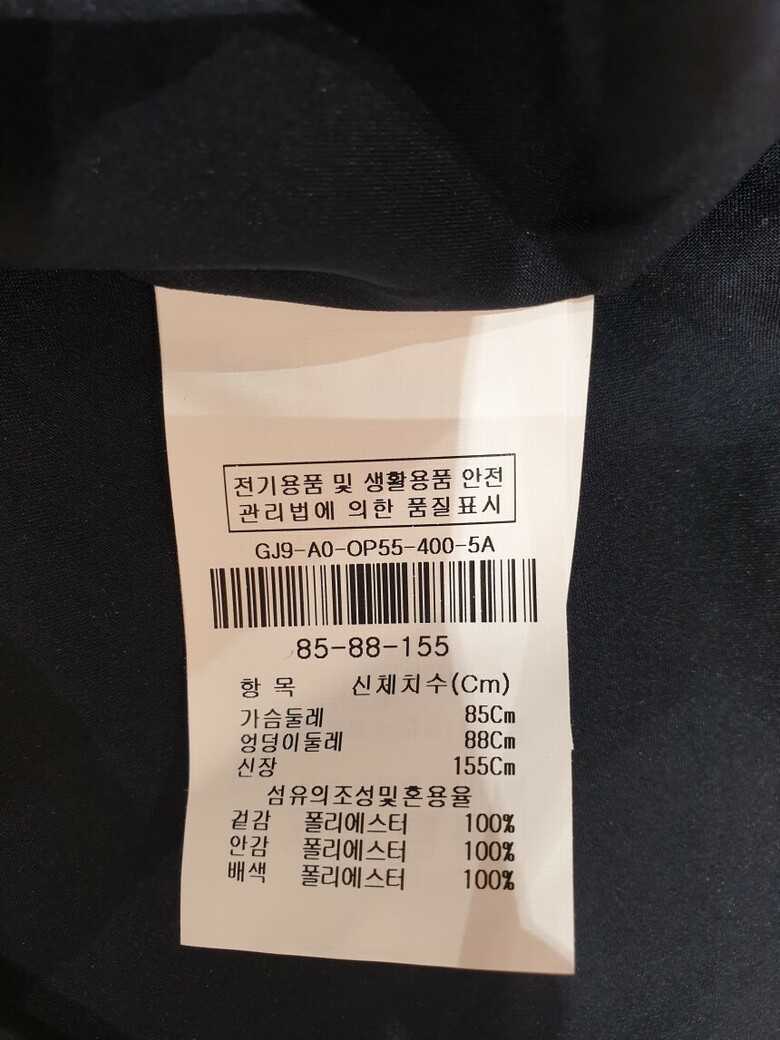 전기용품 및 생활용품 안전
관리법에 의한 품질표시
GJ9-A0-OP55-400-5A
85-88-155
항 목 신체치수(Cm)
가슴둘레 85Cm
엉덩이둘레 88Cm
신장 155Cm
섬유의조성및혼용율
겉감 폴리에스터 100%
안감 폴리에스터 100%
배색 폴리에스터 100%